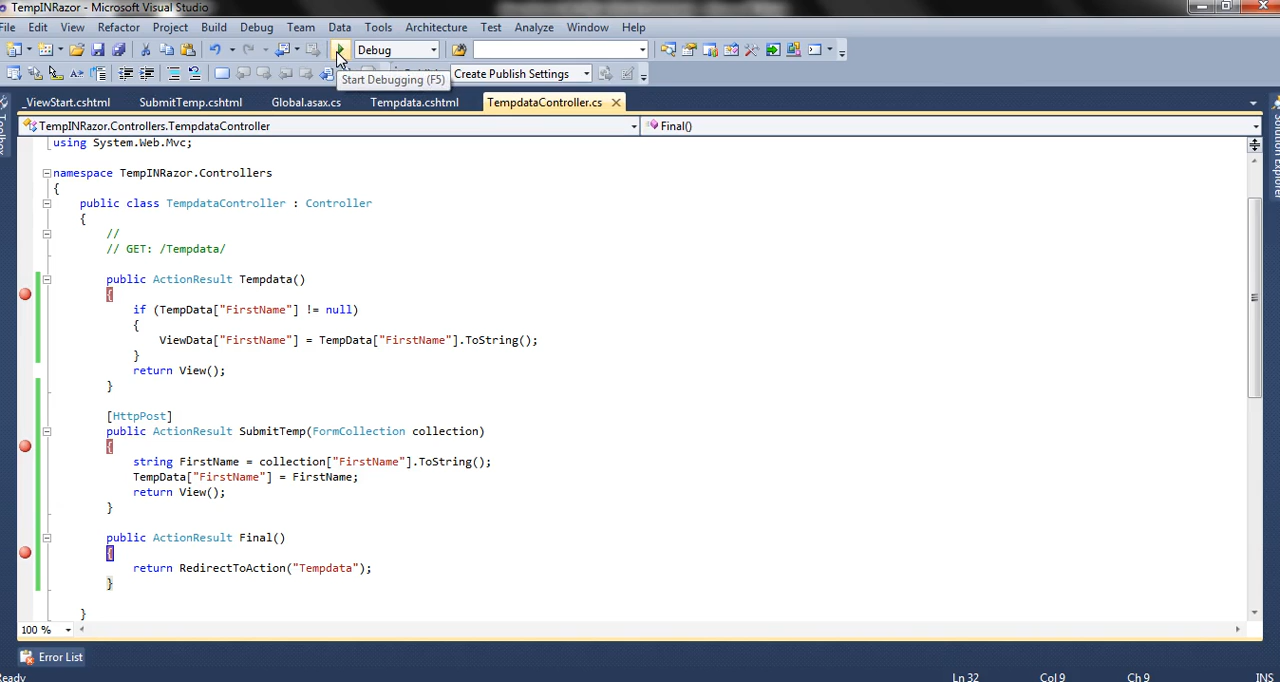 TempINRazor - Microsoft Visual Studio
File Edit View Refactor Project Build Debug Team Data Tools Architecture Test Analyze Window Help
Debug
Start Debugging (F5) Create Publish Settings
_ViewStart.cshtml SubmitTemp.cshtml Global.asax.cs Tempdata.cshtml TempdataController.cs
TempINRazor.Controllers.TempdataController Final()
using System.Web.Mvc;
namespace TempINRazor.Controllers
{
public class TempdataController : Controller
{
//
// GET: /Tempdata/
public ActionResult Tempdata()
{
if (TempData["FirstName"] != null)
{
ViewData["FirstName"] = TempData["FirstName"].ToString();
}
return View();
}
[HttpPost]
public ActionResult SubmitTemp(FormCollection collection)
{
string FirstName = collection["FirstName"].ToString();
TempData["FirstName"] = FirstName;
return View();
}
public ActionResult Final()
{
return RedirectToAction("Tempdata");
}
}
100 %
Error List
Ready Ln 32 Col 9 Ch 9 INS
Toolbox
Solution Explorer